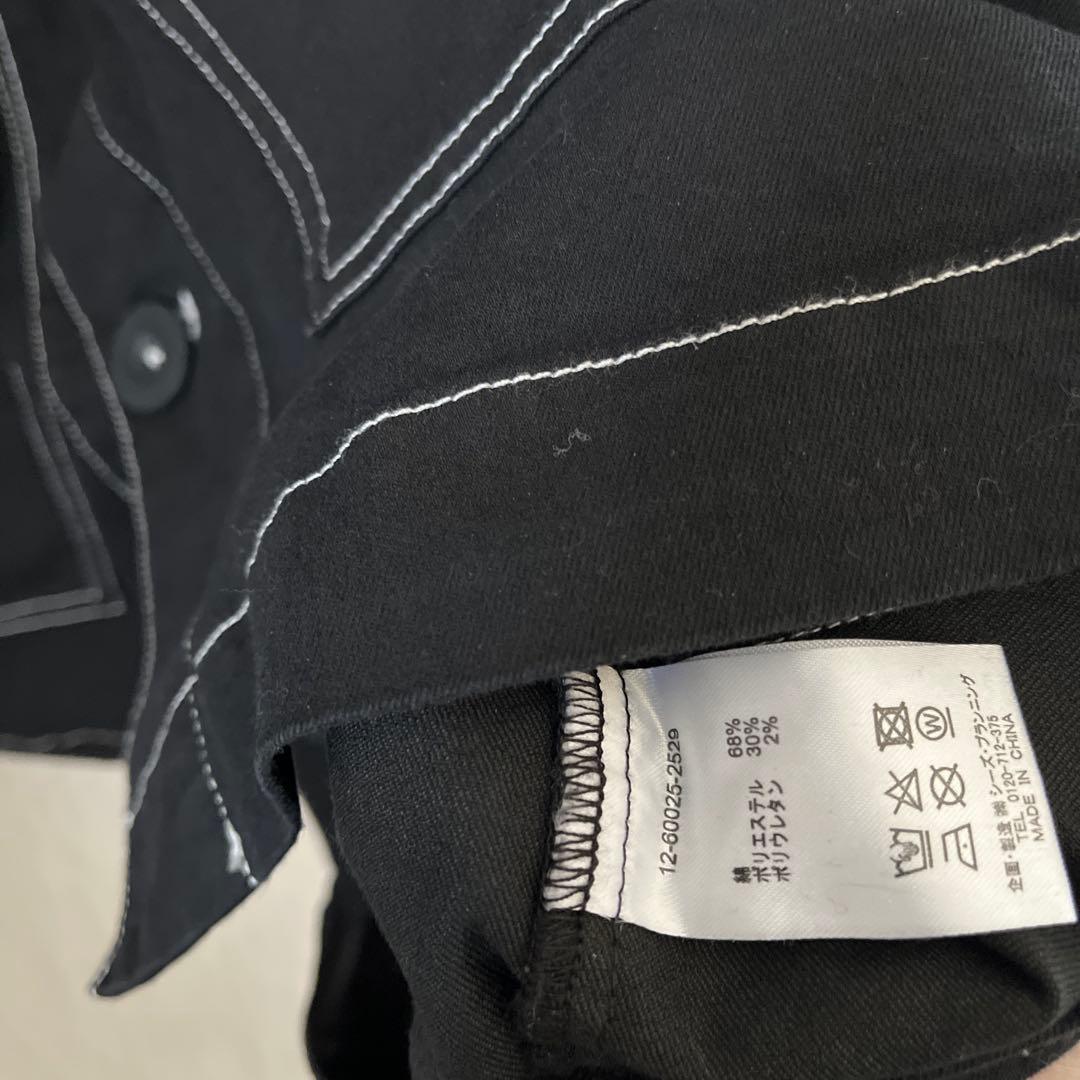 12-60025-2529
綿 68%
ポリエステル 30%
ポリウレタン 2%
W
企画・製造 ㈱シーズ・プランニング
TEL 0120-712-375
MADE IN CHINA